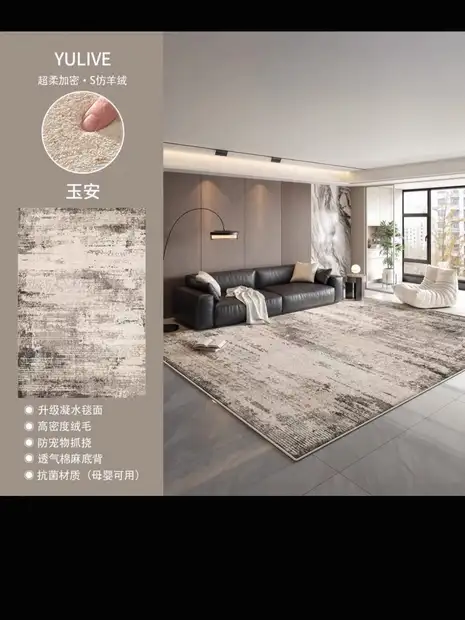 YULIVE
超柔加密·S仿羊绒
玉安
升级凝水毯面
高密度绒毛
防宠物抓挠
透气棉麻底背
抗菌材质（母婴可用）